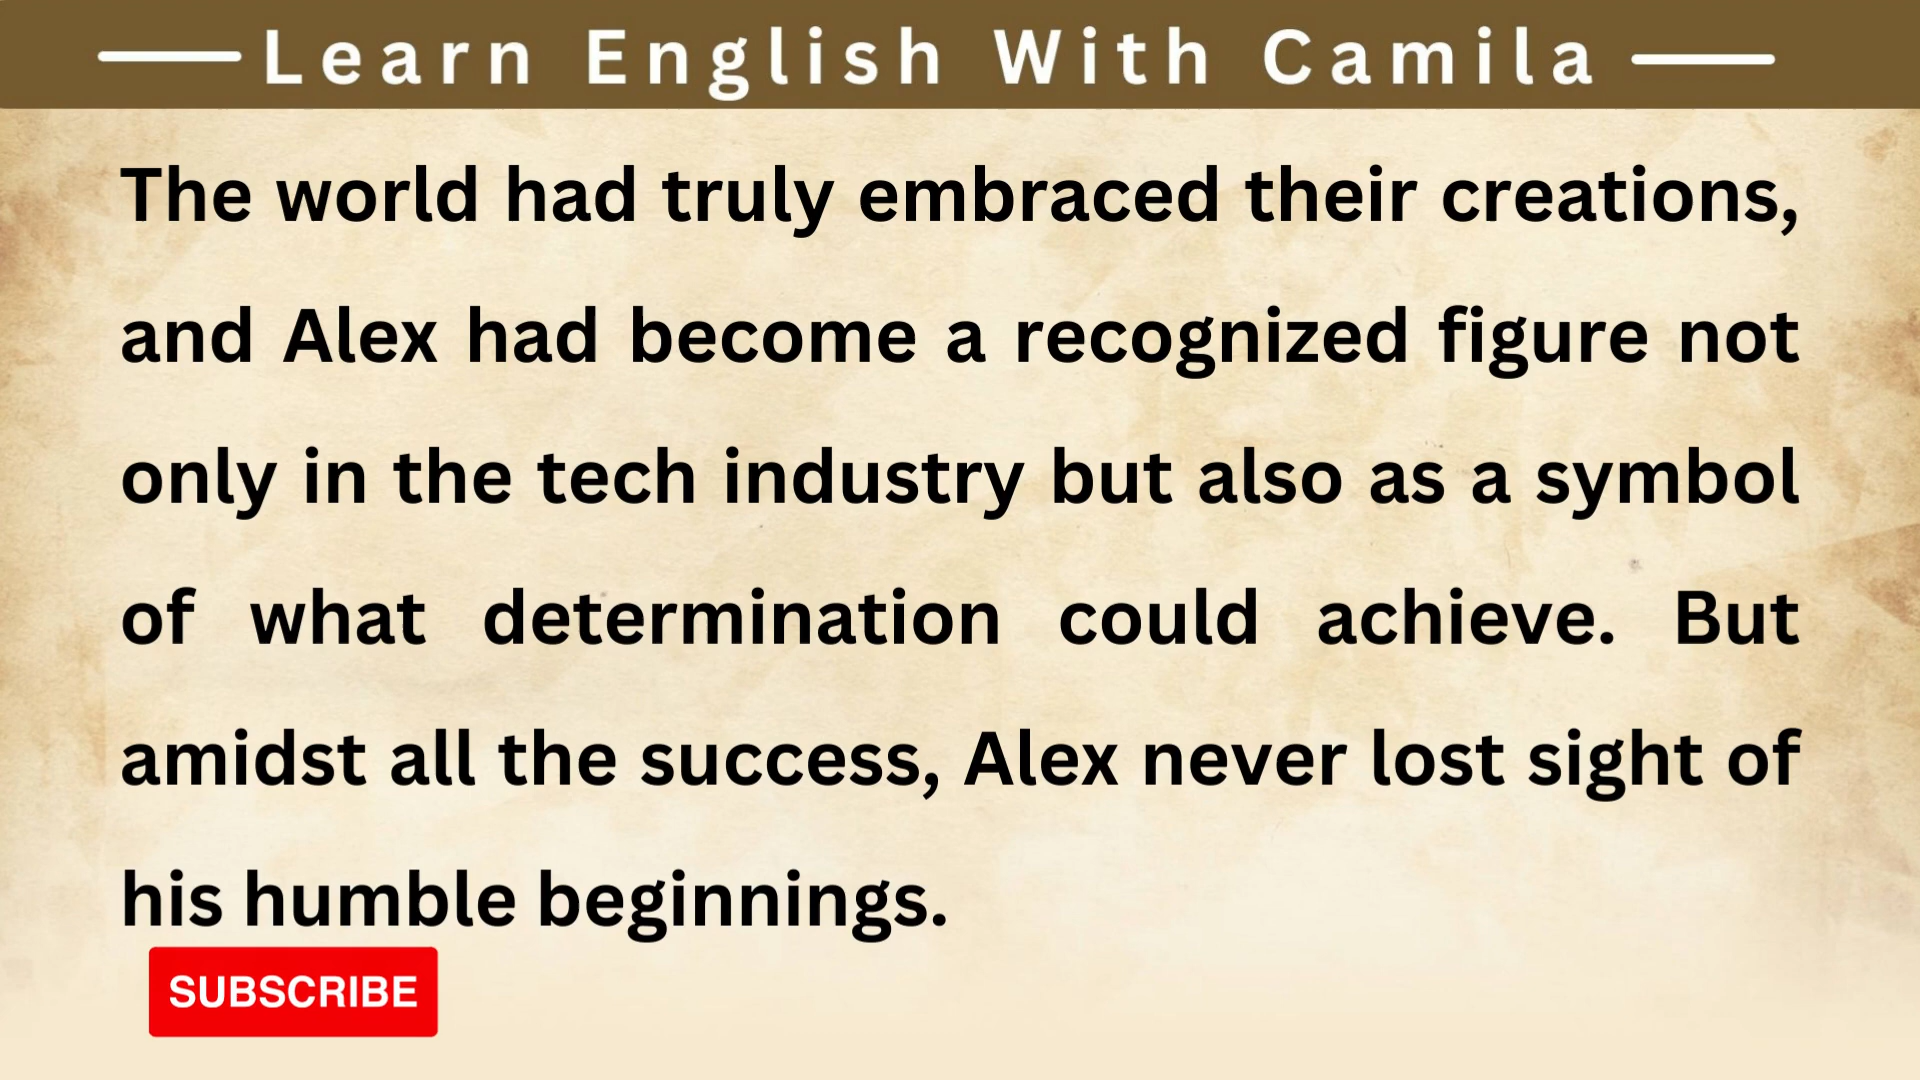 Learn English With Camila
The world had truly embraced their creations,
and Alex had become a recognized figure not
only in the tech industry but also as a symbol
of what determination could achieve. But
amidst all the success, Alex never lost sight of
his humble beginnings.
SUBSCRIBE